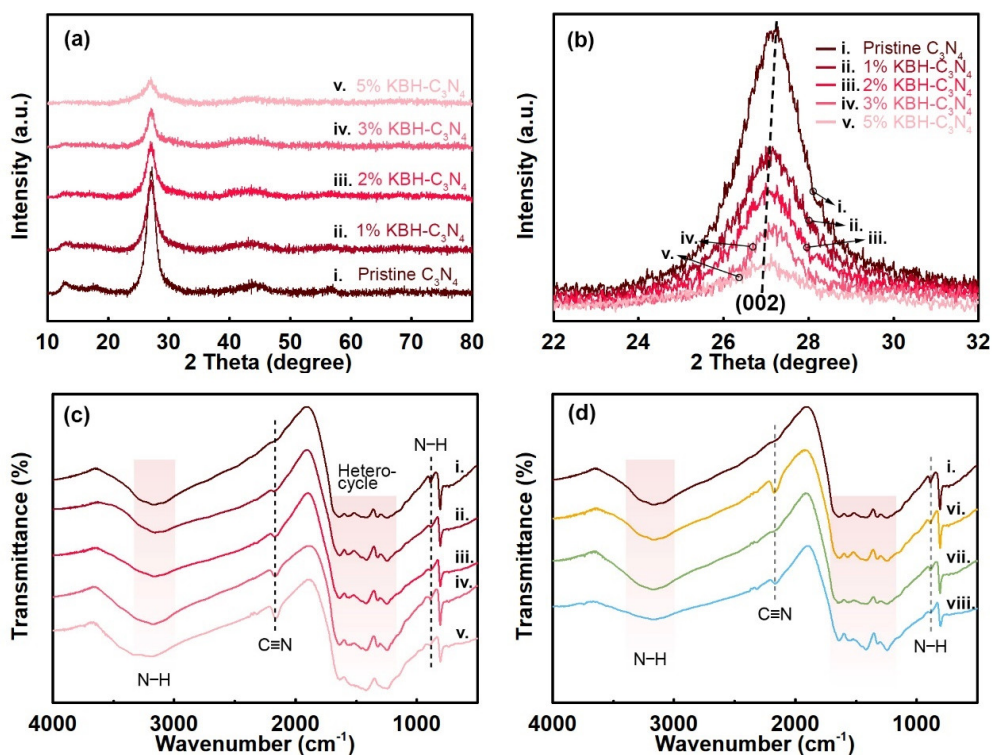 (a)
v. 5% KBH-C₃N₄
iv. 3% KBH-C₃N₄
iii. 2% KBH-C₃N₄
ii. 1% KBH-C₃N₄
i. Pristine C₃N₄
Intensity (a.u.)
10 20 30 40 50 60 70 80
2 Theta (degree)
(b)
i. Pristine C₃N₄
ii. 1% KBH-C₃N₄
iii. 2% KBH-C₃N₄
iv. 3% KBH-C₃N₄
v. 5% KBH-C₃N₄
i.
ii.
iii.
iv.
v.
(002)
Intensity (a.u.)
22 24 26 28 30 32
2 Theta (degree)
(c)
N−H
Hetero-
cycle
i.
ii.
iii.
iv.
v.
C≡N
N−H
Transmittance (%)
4000 3000 2000 1000
Wavenumber (cm⁻¹)
(d)
i.
vi.
vii.
viii.
C≡N
N−H
N−H
Transmittance (%)
4000 3000 2000 1000
Wavenumber (cm⁻¹)